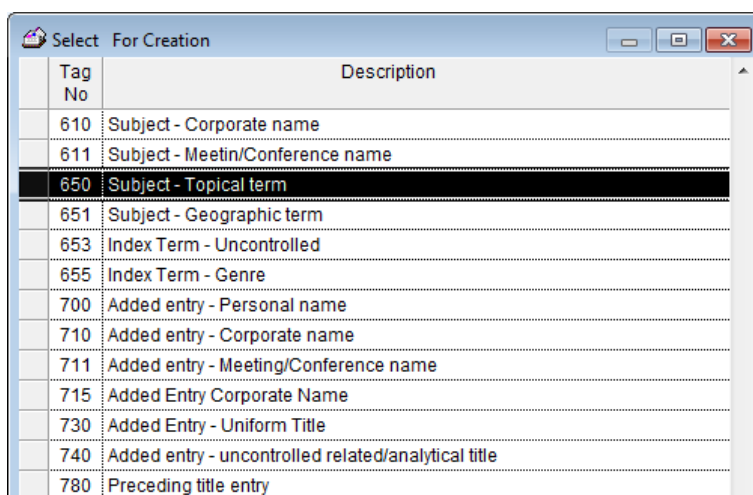 Select For Creation
Tag No Description
610 Subject - Corporate name
611 Subject - Meetin/Conference name
650 Subject - Topical term
651 Subject - Geographic term
653 Index Term - Uncontrolled
655 Index Term - Genre
700 Added entry - Personal name
710 Added entry - Corporate name
711 Added entry - Meeting/Conference name
715 Added Entry Corporate Name
730 Added Entry - Uniform Title
740 Added entry - uncontrolled related/analytical title
780 Preceding title entry